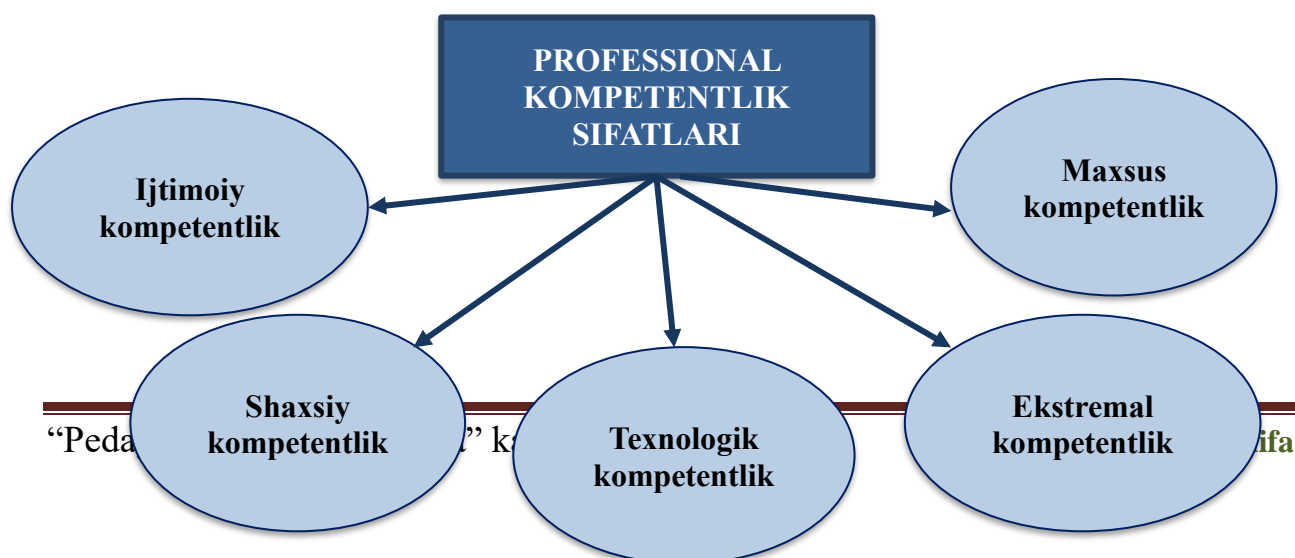 PROFESSIONAL
KOMPETENTLIK
SIFATLARI
Ijtimoiy
kompetentlik
Maxsus
kompetentlik
Shaxsiy
kompetentlik
Texnologik
kompetentlik
Ekstremal
kompetentlik